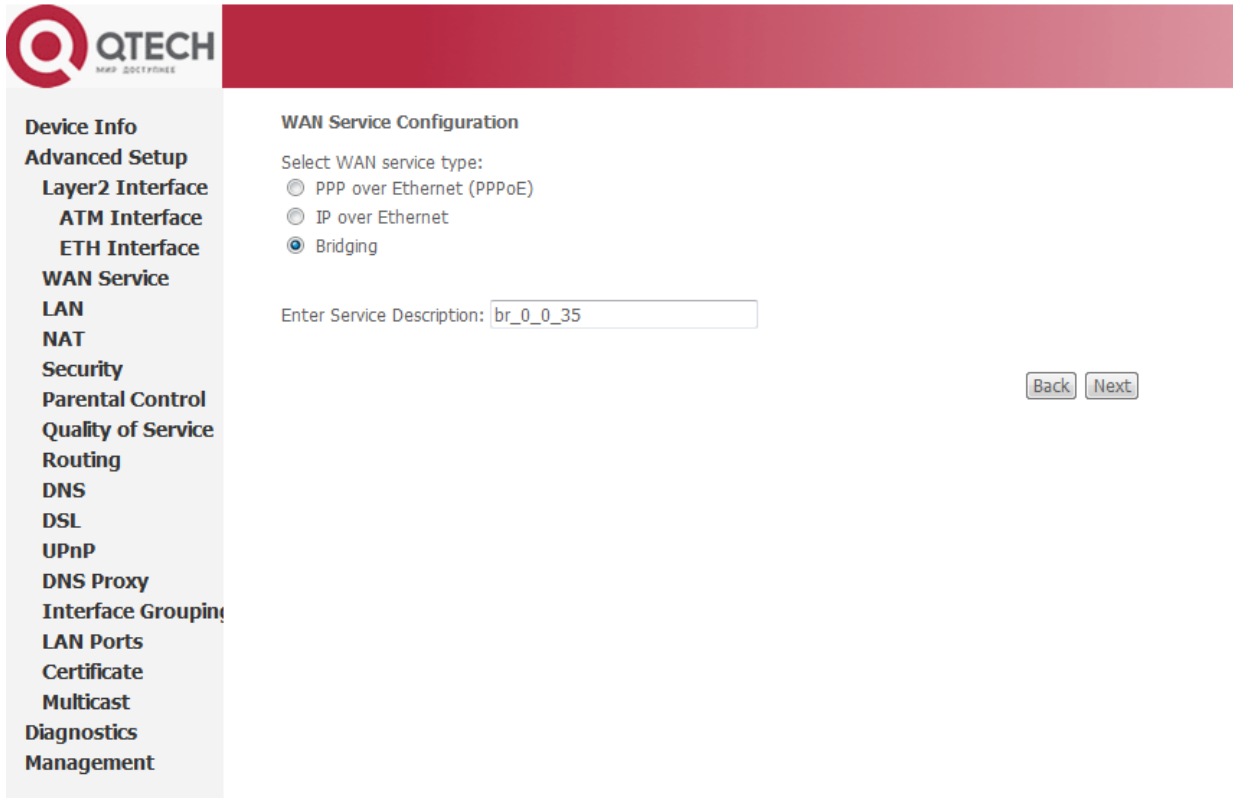 QTECH
МИР ДОСТУПНЕЕ
Device Info
Advanced Setup
Layer2 Interface
ATM Interface
ETH Interface
WAN Service
LAN
NAT
Security
Parental Control
Quality of Service
Routing
DNS
DSL
UPnP
DNS Proxy
Interface Grouping
LAN Ports
Certificate
Multicast
Diagnostics
Management
WAN Service Configuration
Select WAN service type:
PPP over Ethernet (PPPoE)
IP over Ethernet
Bridging
Enter Service Description: br_0_0_35
Back Next